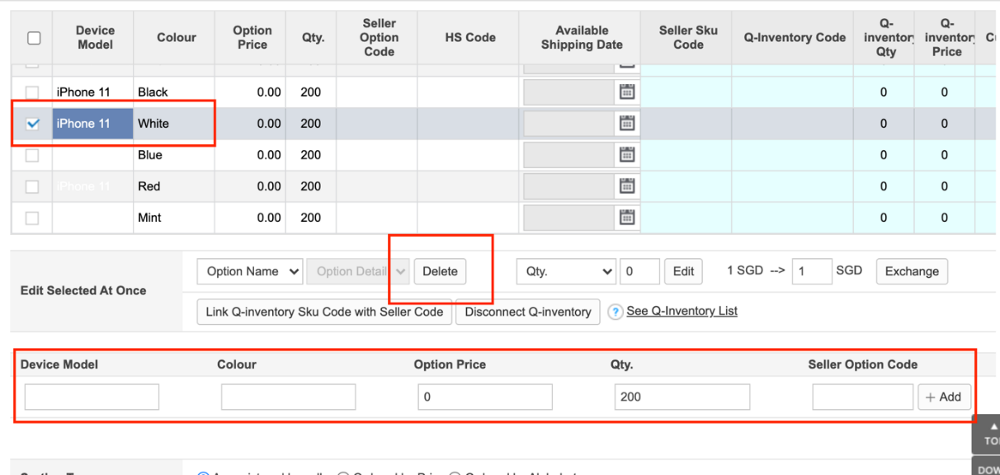 Device Model Colour Option Price Qty. Seller Option Code HS Code Available Shipping Date Seller Sku Code Q-Inventory Code Q-inventory Qty Q-inventory Price
iPhone 11 Black 0.00 200 0 0
iPhone 11 White 0.00 200 0 0
Blue 0.00 200 0 0
iPhone 11 Red 0.00 200 0 0
Mint 0.00 200 0 0
Edit Selected At Once
Option Name Option Detail Delete Qty. 0 Edit 1 SGD --> 1 SGD Exchange
Link Q-inventory Sku Code with Seller Code Disconnect Q-inventory ? See Q-Inventory List
Device Model Colour Option Price Qty. Seller Option Code
0 200 + Add